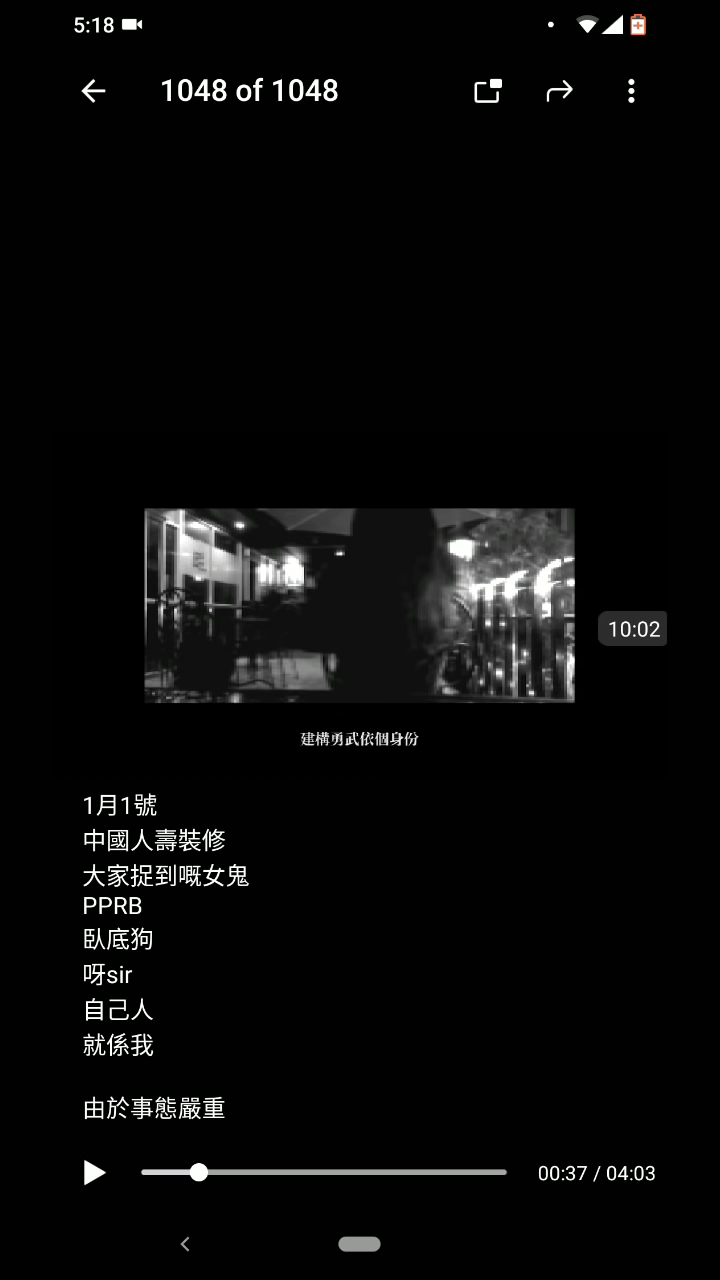 5:18
1048 of 1048
10:02
建構勇武依個身份
1月1號
中國人壽裝修
大家捉到嘅女鬼
PPRB
臥底狗
呀sir
自己人
就係我
由於事態嚴重
00:37 / 04:03